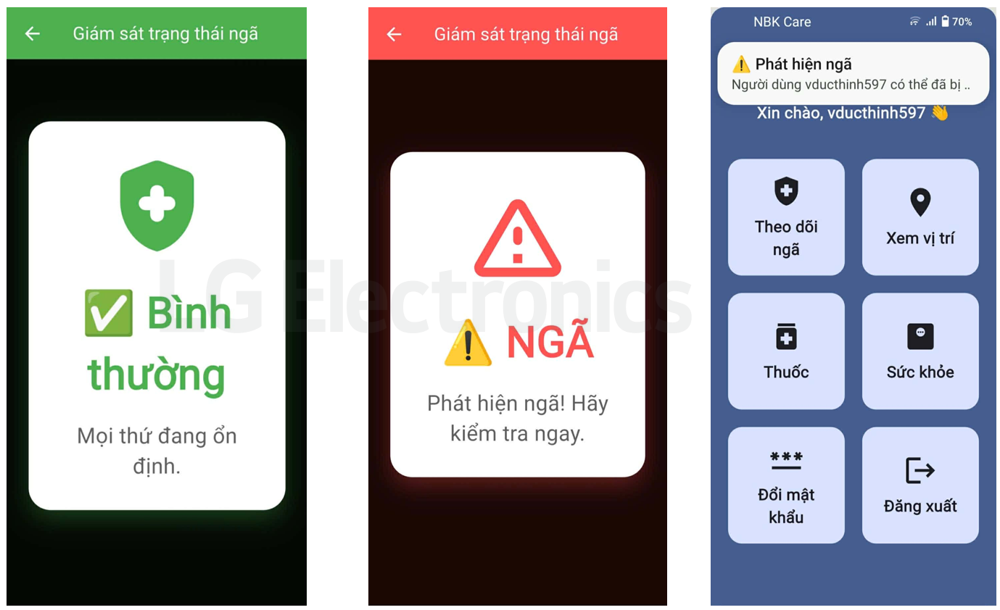 Giám sát trạng thái ngã
✅ Bình
thường
Mọi thứ đang ổn
định.
Giám sát trạng thái ngã
⚠️ NGÃ
Phát hiện ngã! Hãy
kiểm tra ngay.
NBK Care
70%
⚠️ Phát hiện ngã
Người dùng vducthinh597 có thể đã bị ..
Xin chào, vducthinh597 👋
Theo dõi
ngã
Xem vị trí
Thuốc
Sức khỏe
***
Đổi mật
khẩu
Đăng xuất
LG Electronics